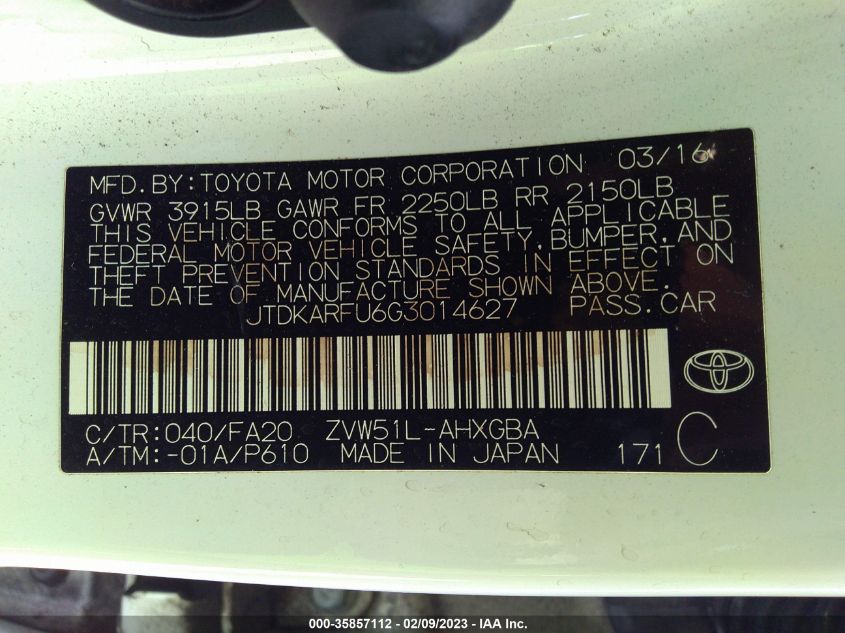 MFD.BY:TOYOTA MOTOR CORPORATION 03/16
GVWR 3915LB GAWR FR 2250LB RR 2150LB
THIS VEHICLE CONFORMS TO ALL APPLICABLE
FEDERAL MOTOR VEHICLE SAFETY,BUMPER,AND
THEFT PREVENTION STANDARDS IN EFFECT ON
THE DATE OF MANUFACTURE SHOWN ABOVE.
JTDKARFU6G3014627 PASS.CAR
C/TR:040/FA20 ZVW51L-AHXGBA
A/TM:-01A/P610 MADE IN JAPAN 171 C
000-35857112 - 02/09/2023 - IAA Inc.